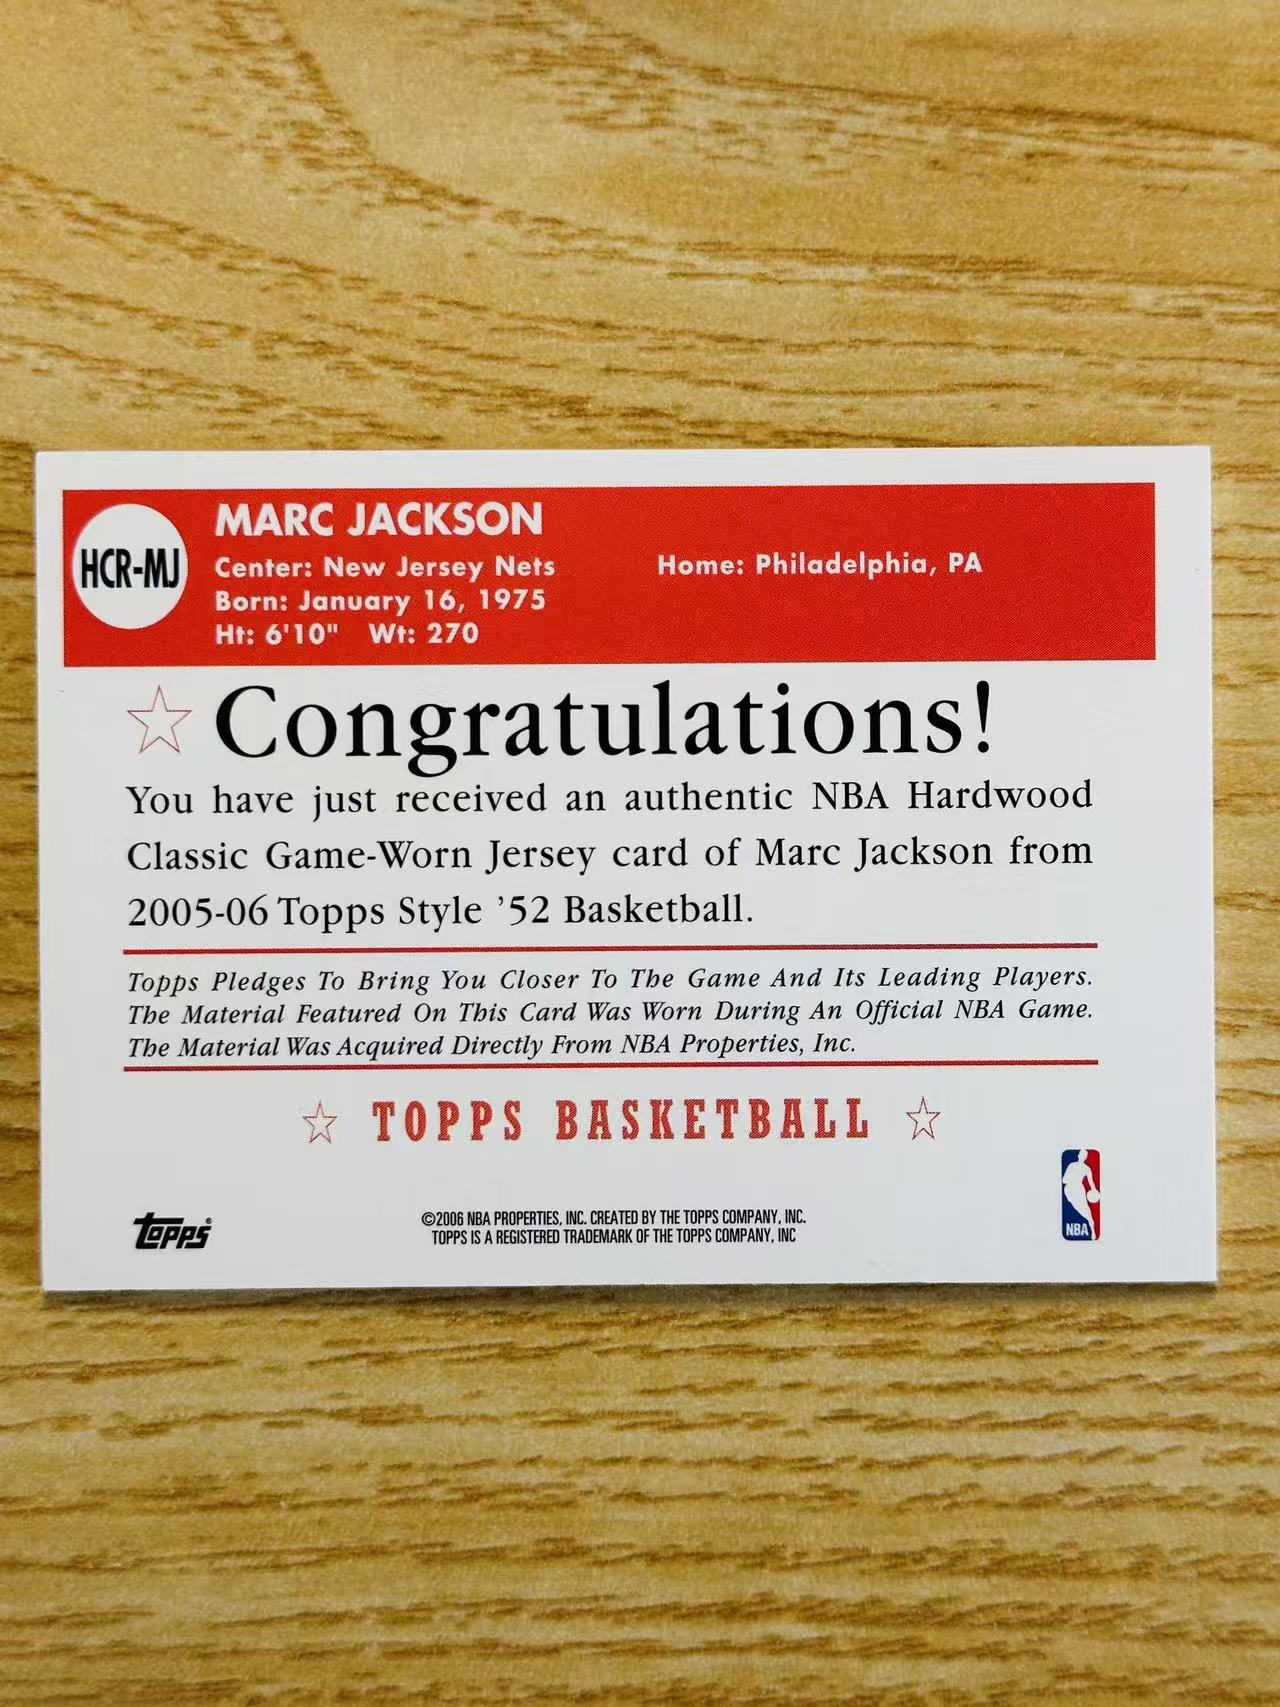 HCR-MJ
MARC JACKSON
Center: New Jersey Nets
Home: Philadelphia, PA
Born: January 16, 1975
Ht: 6'10" Wt: 270
Congratulations!
You have just received an authentic NBA Hardwood
Classic Game-Worn Jersey card of Marc Jackson from
2005-06 Topps Style ’52 Basketball.
Topps Pledges To Bring You Closer To The Game And Its Leading Players.
The Material Featured On This Card Was Worn During An Official NBA Game.
The Material Was Acquired Directly From NBA Properties, Inc.
TOPPS BASKETBALL
Topps®
©2006 NBA PROPERTIES, INC. CREATED BY THE TOPPS COMPANY, INC.
TOPPS IS A REGISTERED TRADEMARK OF THE TOPPS COMPANY, INC
NBA